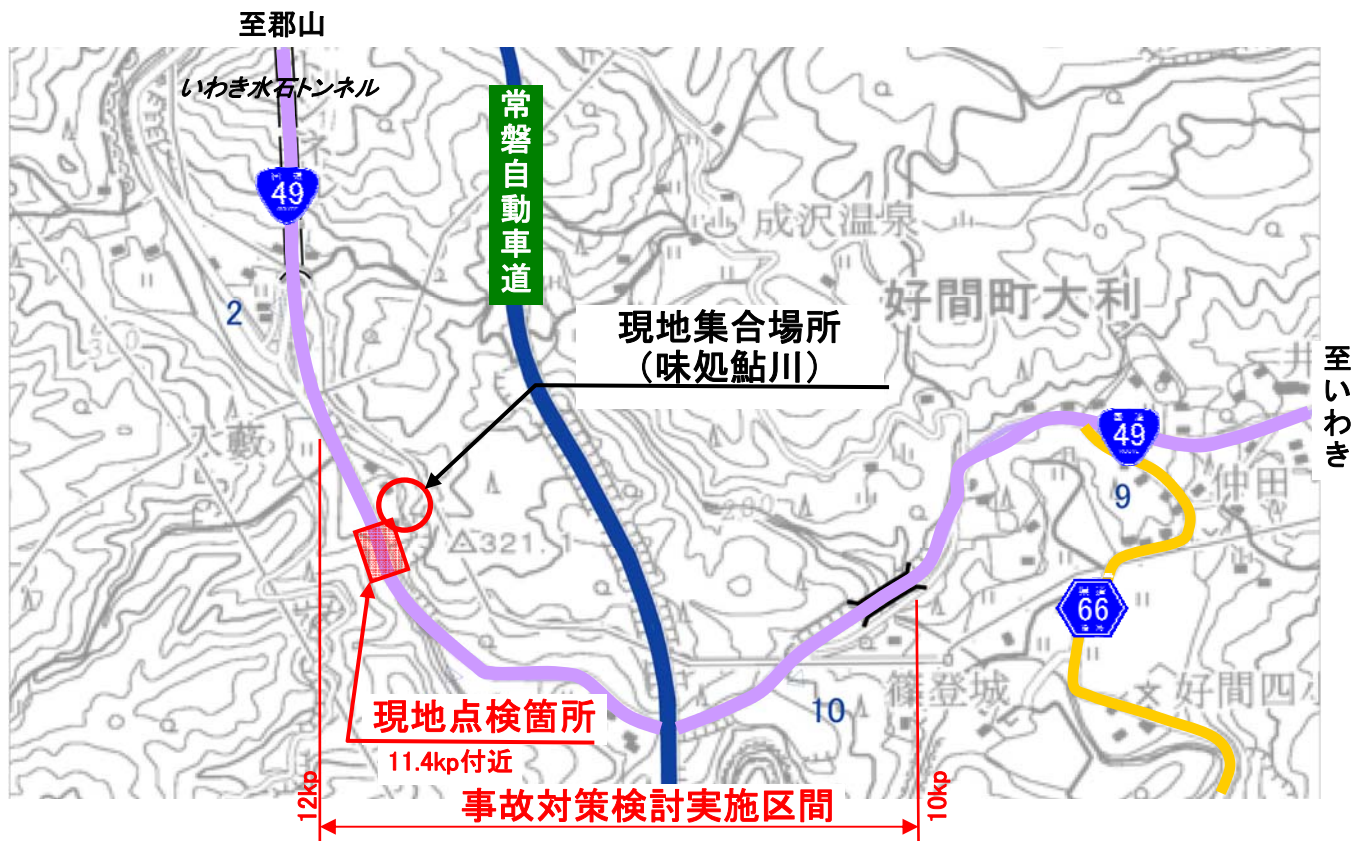 至郡山
いわき水石トンネル
常磐自動車道
49
ROUTE
成沢温泉
好間町大利
2
現地集合場所
（味処鮎川）
至いわき
49
ROUTE
9
仲田
66
321.1
200
現地点検箇所
11.4kp付近
10
篠登城
好間四
12kp
事故対策検討実施区間
10kp